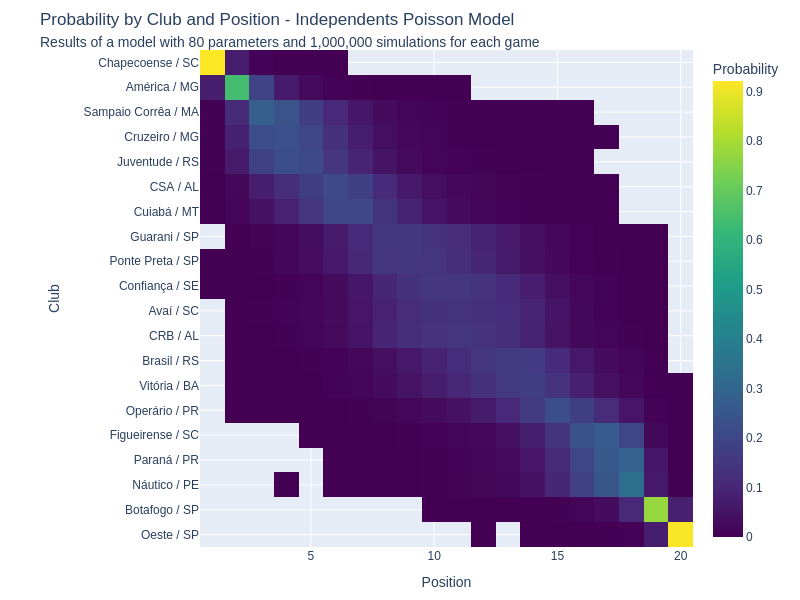 Probability by Club and Position - Independents Poisson Model
Results of a model with 80 parameters and 1,000,000 simulations for each game
Chapecoense / SC
América / MG
Sampaio Corrêa / MA
Cruzeiro / MG
Juventude / RS
CSA / AL
Cuiabá / MT
Guarani / SP
Ponte Preta / SP
Confiança / SE
Avaí / SC
CRB / AL
Brasil / RS
Vitória / BA
Operário / PR
Figueirense / SC
Paraná / PR
Náutico / PE
Botafogo / SP
Oeste / SP
Club
5
10
15
20
Position
Probability
0.9
0.8
0.7
0.6
0.5
0.4
0.3
0.2
0.1
0